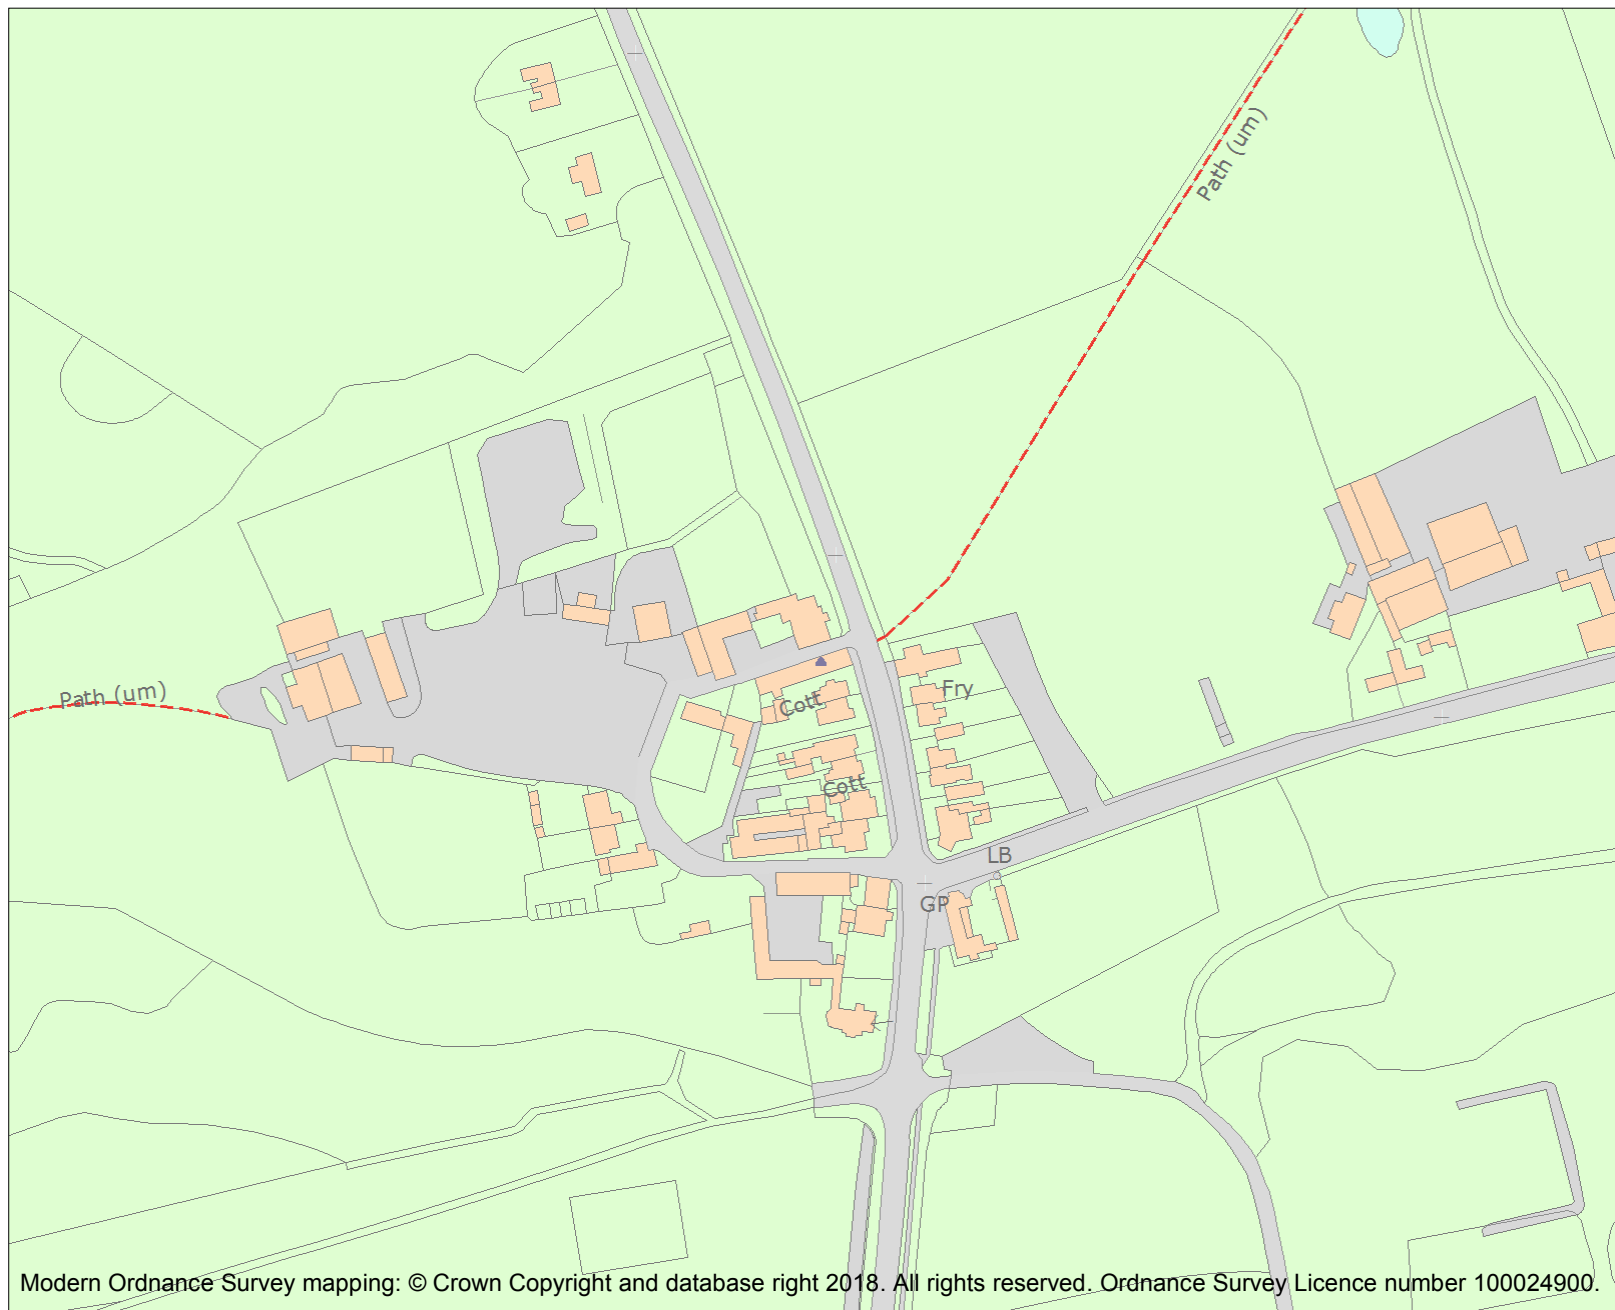 Path (um)
Path (um)
Fry
Cott
Cott
LB
GP
Modern Ordnance Survey mapping: © Crown Copyright and database right 2018. All rights reserved. Ordnance Survey Licence number 100024900.